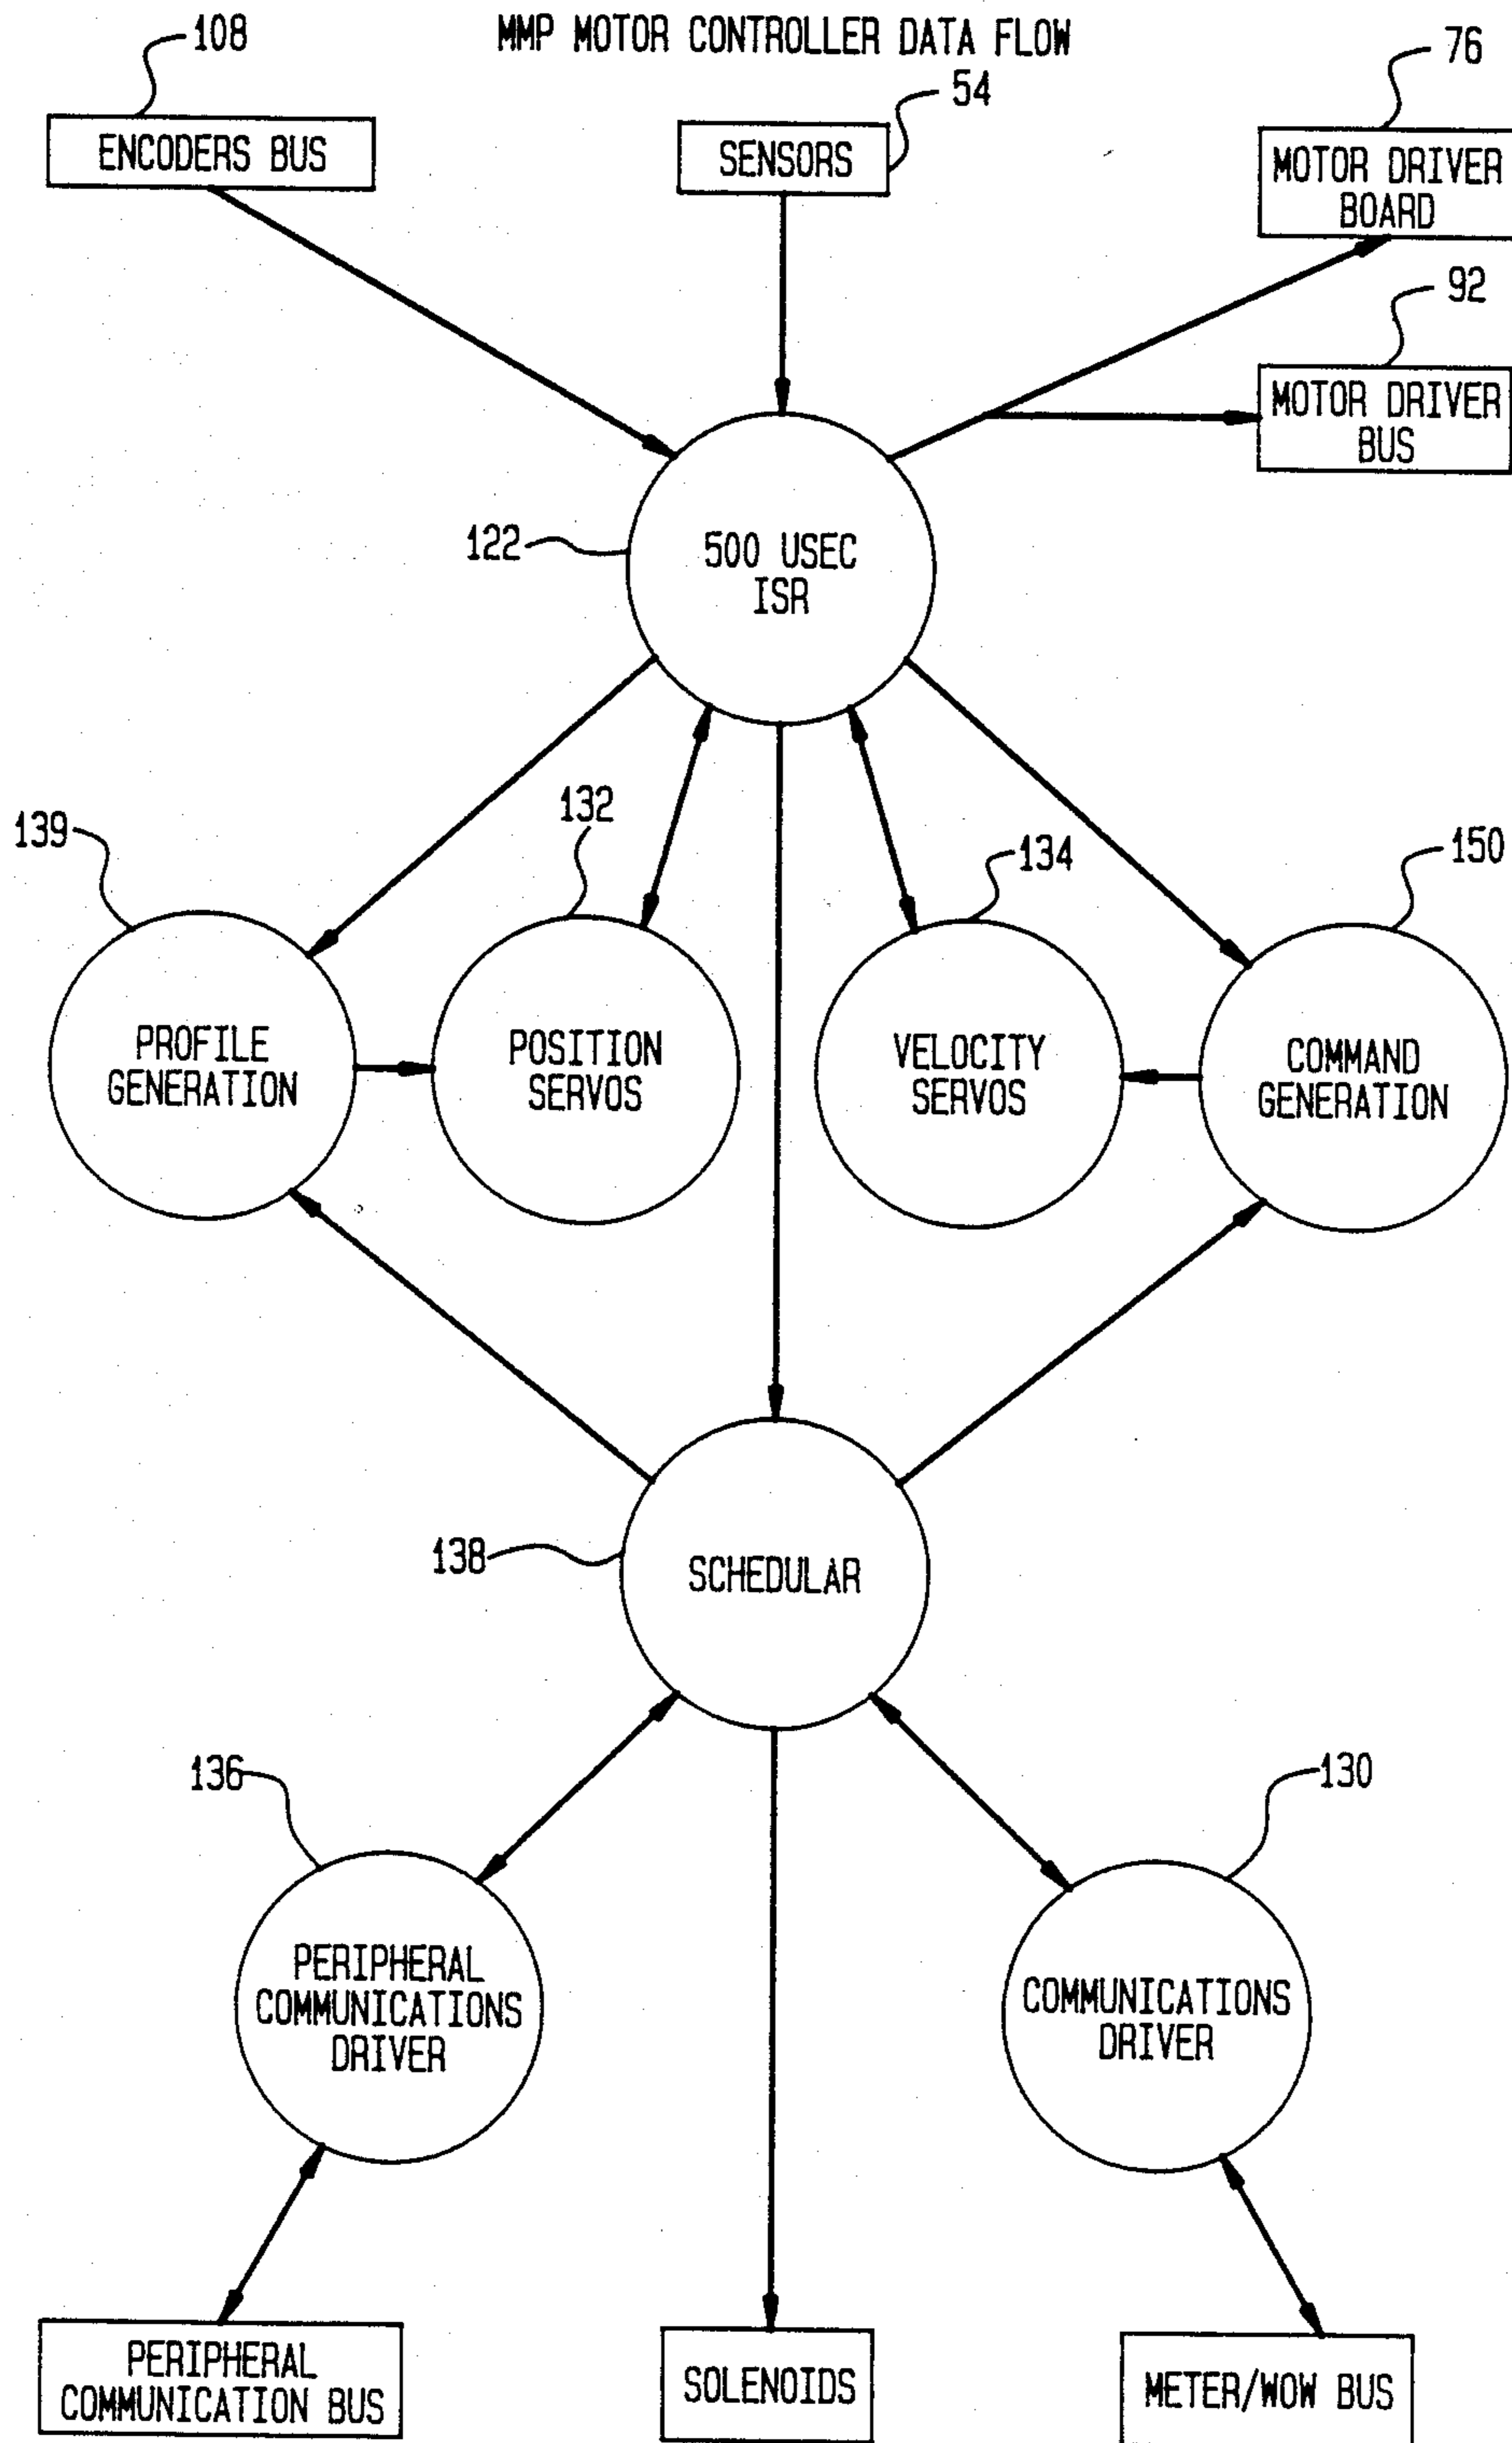 MMP MOTOR CONTROLLER DATA FLOW
108
54
76
ENCODERS BUS
SENSORS
MOTOR DRIVER
BOARD
92
MOTOR DRIVER
BUS
122
500 USEC
ISR
139
132
134
150
PROFILE
GENERATION
POSITION
SERVOS
VELOCITY
SERVOS
COMMAND
GENERATION
138
SCHEDULAR
136
130
PERIPHERAL
COMMUNICATIONS
DRIVER
COMMUNICATIONS
DRIVER
PERIPHERAL
COMMUNICATION BUS
SOLENOIDS
METER/WOW BUS